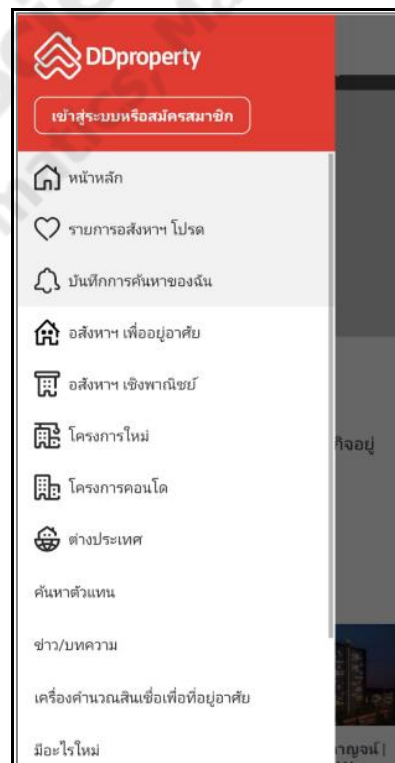 DDproperty
เข้าสู่ระบบหรือสมัครสมาชิก
หน้าหลัก
รายการอสังหาฯ โปรด
บันทึกการค้นหาของฉัน
อสังหาฯ เพื่ออยู่อาศัย
อสังหาฯ เชิงพาณิชย์
โครงการใหม่
กิจอยู่
โครงการคอนโด
ต่างประเทศ
ค้นหาตัวแทน
ข่าว/บทความ
เครื่องคำนวณสินเชื่อเพื่อที่อยู่อาศัย
มีอะไรใหม่
าญจน์ |